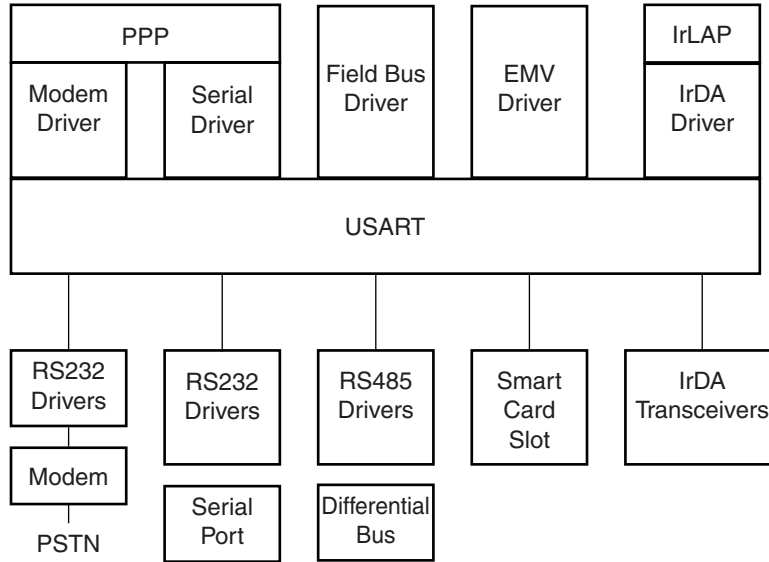 PPP
Modem
Driver
Serial
Driver
Field Bus
Driver
EMV
Driver
IrLAP
IrDA
Driver
USART
RS232
Drivers
Modem
PSTN
RS232
Drivers
Serial
Port
RS485
Drivers
Differential
Bus
Smart
Card
Slot
IrDA
Transceivers